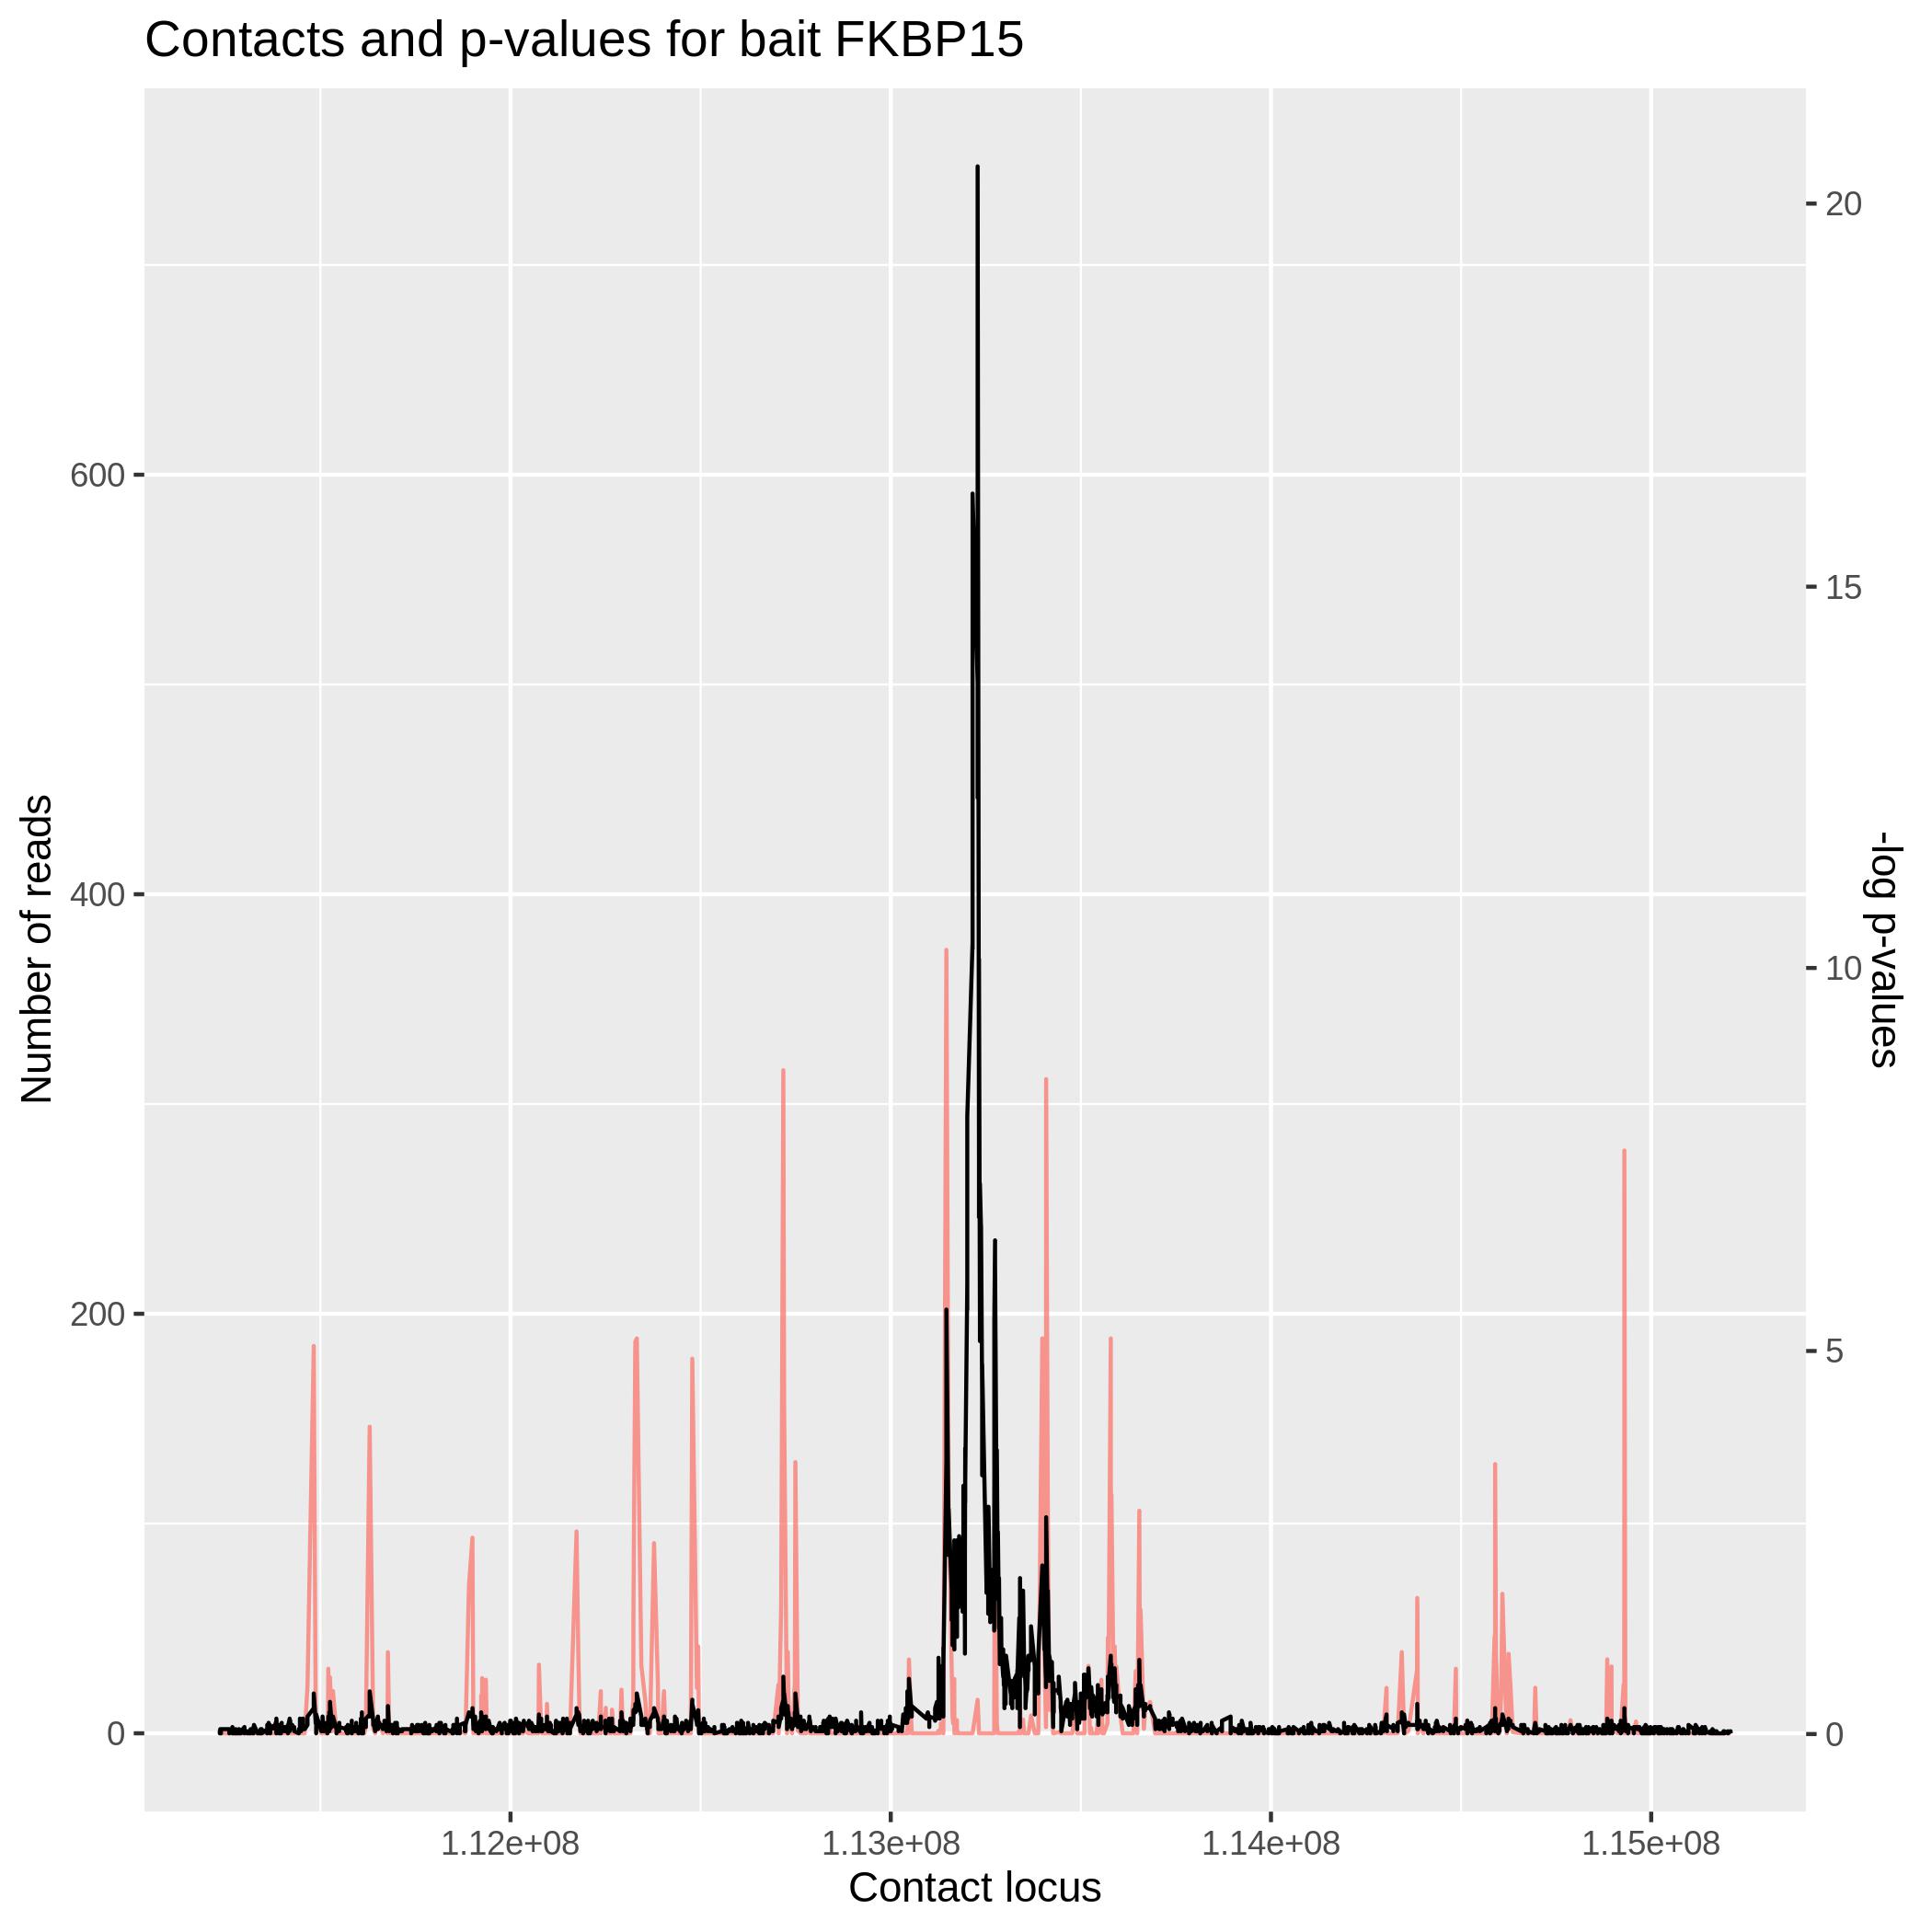 Contacts and p-values for bait FKBP15
Number of reads
600
400
200
0
20
15
10
5
0
-log p-values
1.12e+08
1.13e+08
1.14e+08
1.15e+08
Contact locus